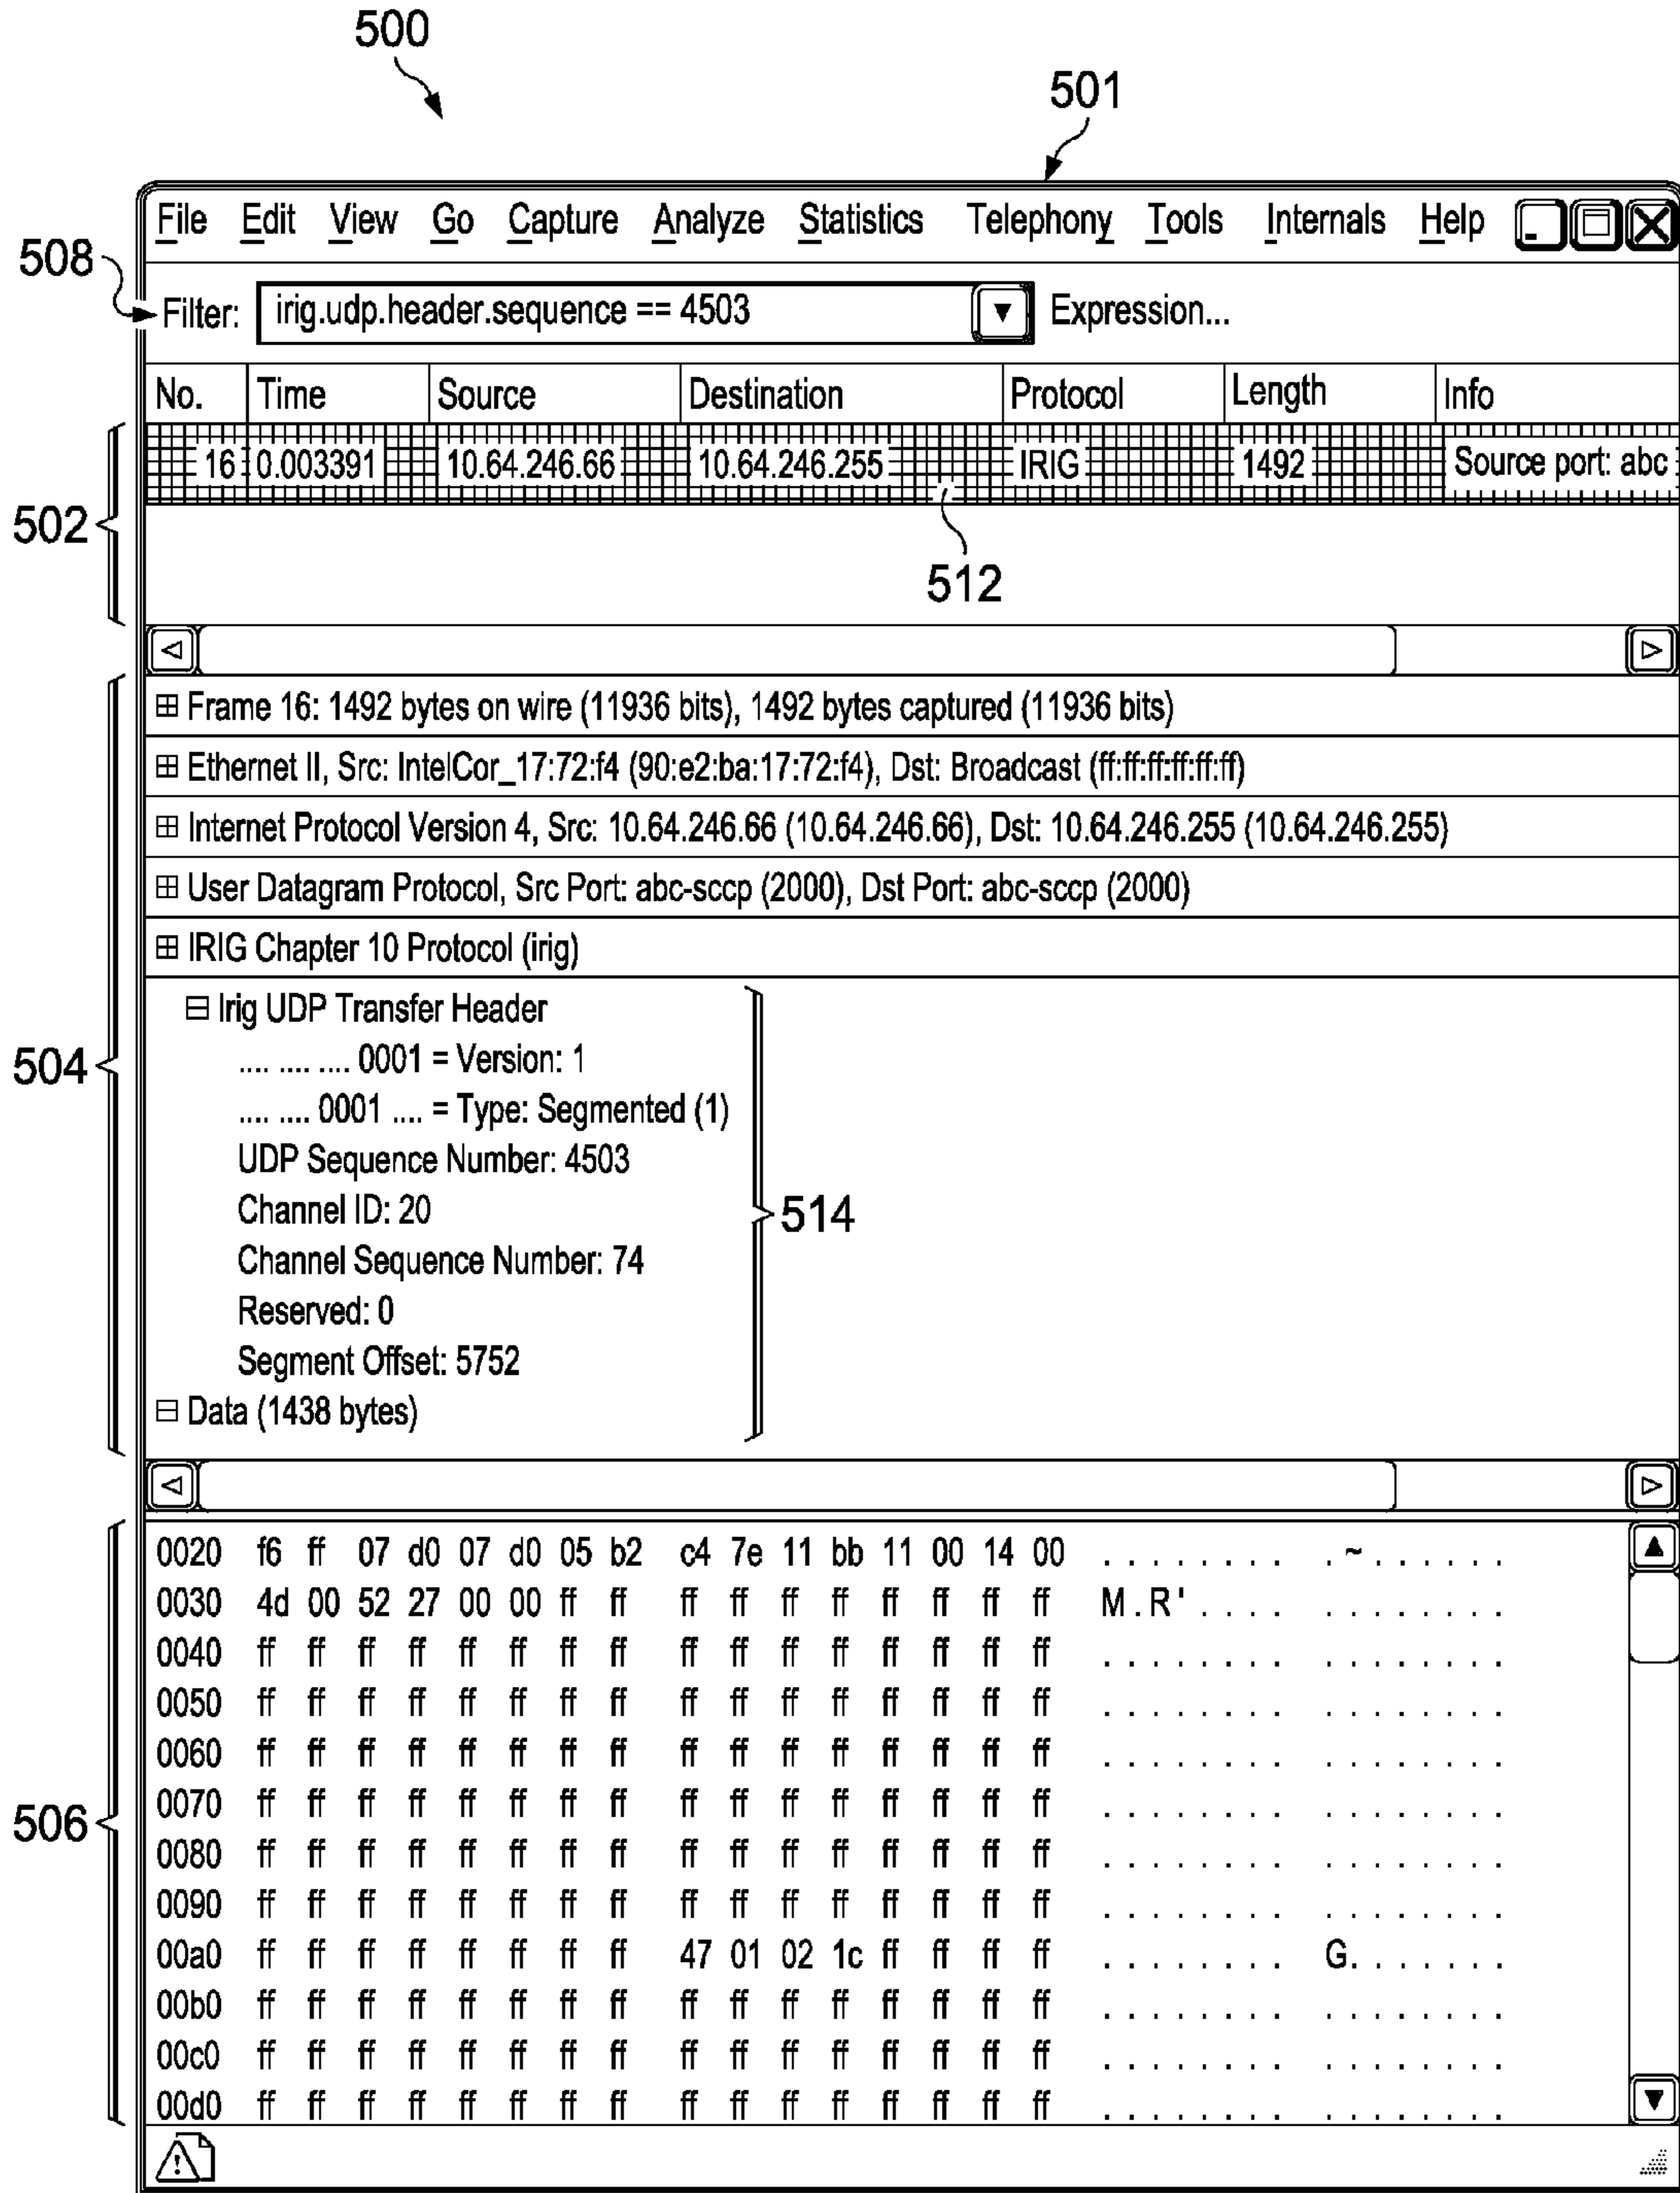 500
501
File Edit View Go Capture Analyze Statistics Telephony Tools Internals Help
508
Filter: irig.udp.header.sequence == 4503 Expression...
No. Time Source Destination Protocol Length Info
16 0.003391 10.64.246.66 10.64.246.255 IRIG 1492 Source port: abc
502
512
Frame 16: 1492 bytes on wire (11936 bits), 1492 bytes captured (11936 bits)
Ethernet II, Src: IntelCor_17:72:f4 (90:e2:ba:17:72:f4), Dst: Broadcast (ff:ff:ff:ff:ff:ff)
Internet Protocol Version 4, Src: 10.64.246.66 (10.64.246.66), Dst: 10.64.246.255 (10.64.246.255)
User Datagram Protocol, Src Port: abc-sccp (2000), Dst Port: abc-sccp (2000)
IRIG Chapter 10 Protocol (irig)
Irig UDP Transfer Header
504
.... .... .... 0001 = Version: 1
.... .... 0001 .... = Type: Segmented (1)
UDP Sequence Number: 4503
Channel ID: 20
514
Channel Sequence Number: 74
Reserved: 0
Segment Offset: 5752
Data (1438 bytes)
0020 f6 ff 07 d0 07 d0 05 b2 c4 7e 11 bb 11 00 14 00 . . . . . . . . . ~ . . . . . .
0030 4d 00 52 27 00 00 ff ff ff ff ff ff ff ff ff ff M . R ' . . . . . . . . . . . .
0040 ff ff ff ff ff ff ff ff ff ff ff ff ff ff ff ff . . . . . . . . . . . . . . . .
0050 ff ff ff ff ff ff ff ff ff ff ff ff ff ff ff ff . . . . . . . . . . . . . . . .
0060 ff ff ff ff ff ff ff ff ff ff ff ff ff ff ff ff . . . . . . . . . . . . . . . .
0070 ff ff ff ff ff ff ff ff ff ff ff ff ff ff ff ff . . . . . . . . . . . . . . . .
506
0080 ff ff ff ff ff ff ff ff ff ff ff ff ff ff ff ff . . . . . . . . . . . . . . . .
0090 ff ff ff ff ff ff ff ff ff ff ff ff ff ff ff ff . . . . . . . . . . . . . . . .
00a0 ff ff ff ff ff ff ff ff 47 01 02 1c ff ff ff ff . . . . . . . . G. . . . . . .
00b0 ff ff ff ff ff ff ff ff ff ff ff ff ff ff ff ff . . . . . . . . . . . . . . . .
00c0 ff ff ff ff ff ff ff ff ff ff ff ff ff ff ff ff . . . . . . . . . . . . . . . .
00d0 ff ff ff ff ff ff ff ff ff ff ff ff ff ff ff ff . . . . . . . . . . . . . . . .